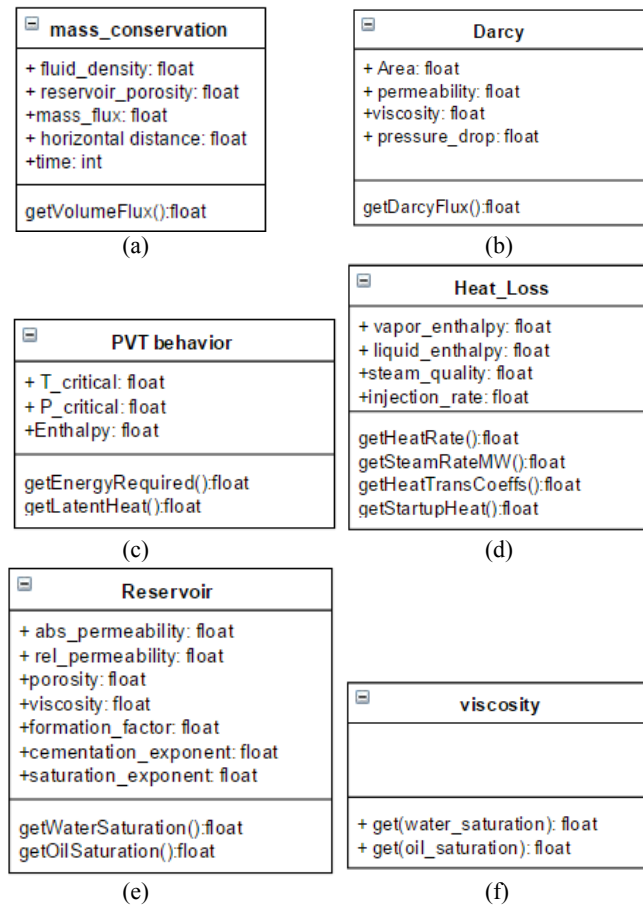 mass_conservation
+ fluid_density: float
+ reservoir_porosity: float
+mass_flux: float
+ horizontal distance: float
+time: int
getVolumeFlux():float
(a)
Darcy
+ Area: float
+ permeability: float
+viscosity: float
+ pressure_drop: float
getDarcyFlux():float
(b)
PVT behavior
+ T_critical: float
+ P_critical: float
+Enthalpy: float
getEnergyRequired():float
getLatentHeat():float
(c)
Heat_Loss
+ vapor_enthalpy: float
+ liquid_enthalpy: float
+steam_quality: float
+injection_rate: float
getHeatRate():float
getSteamRateMW():float
getHeatTransCoeffs():float
getStartupHeat():float
(d)
Reservoir
+ abs_permeability: float
+ rel_permeability: float
+porosity: float
+viscosity: float
+formation_factor: float
+cementation_exponent: float
+saturation_exponent: float
getWaterSaturation():float
getOilSaturation():float
(e)
viscosity
+ get(water_saturation): float
+ get(oil_saturation): float
(f)